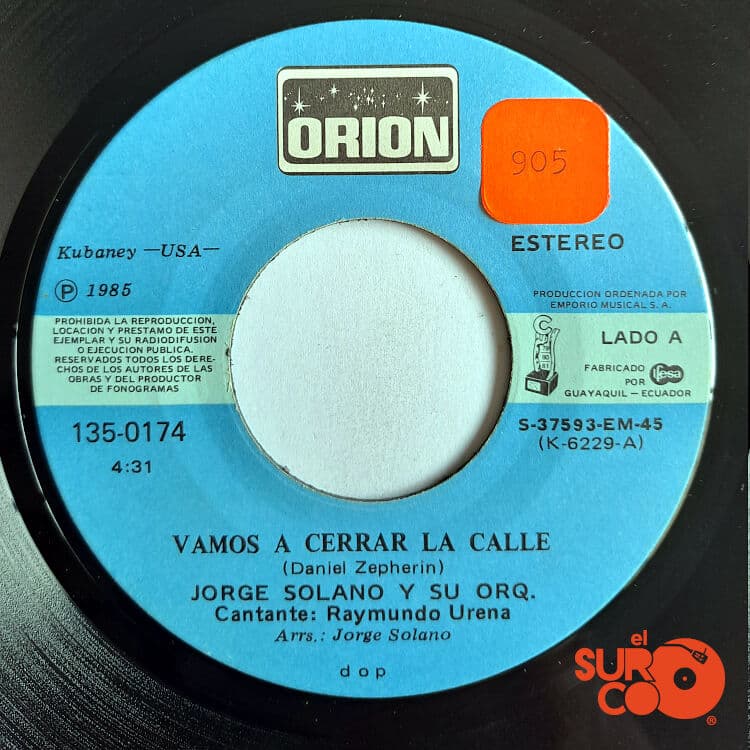 ORION
905
ESTEREO
Kubaney —USA—
Ⓟ 1985
PRODUCCION ORDENADA POR
EMPORIO MUSICAL S. A.
PROHIBIDA LA REPRODUCCION,
LOCACION Y PRESTAMO DE ESTE
EJEMPLAR Y SU RADIODIFUSION
O EJECUCION PUBLICA.
RESERVADOS TODOS LOS DERE-
CHOS DE LOS AUTORES DE LAS
OBRAS Y DEL PRODUCTOR
DE FONOGRAMAS
LADO A
FABRICADO
POR ifesa
GUAYAQUIL — ECUADOR
135-0174
4:31
S-37593-EM-45
(K-6229-A)
VAMOS A CERRAR LA CALLE
(Daniel Zepherin)
JORGE SOLANO Y SU ORQ.
Cantante: Raymundo Urena
Arrs.: Jorge Solano
dop
el
SUR
CO
®